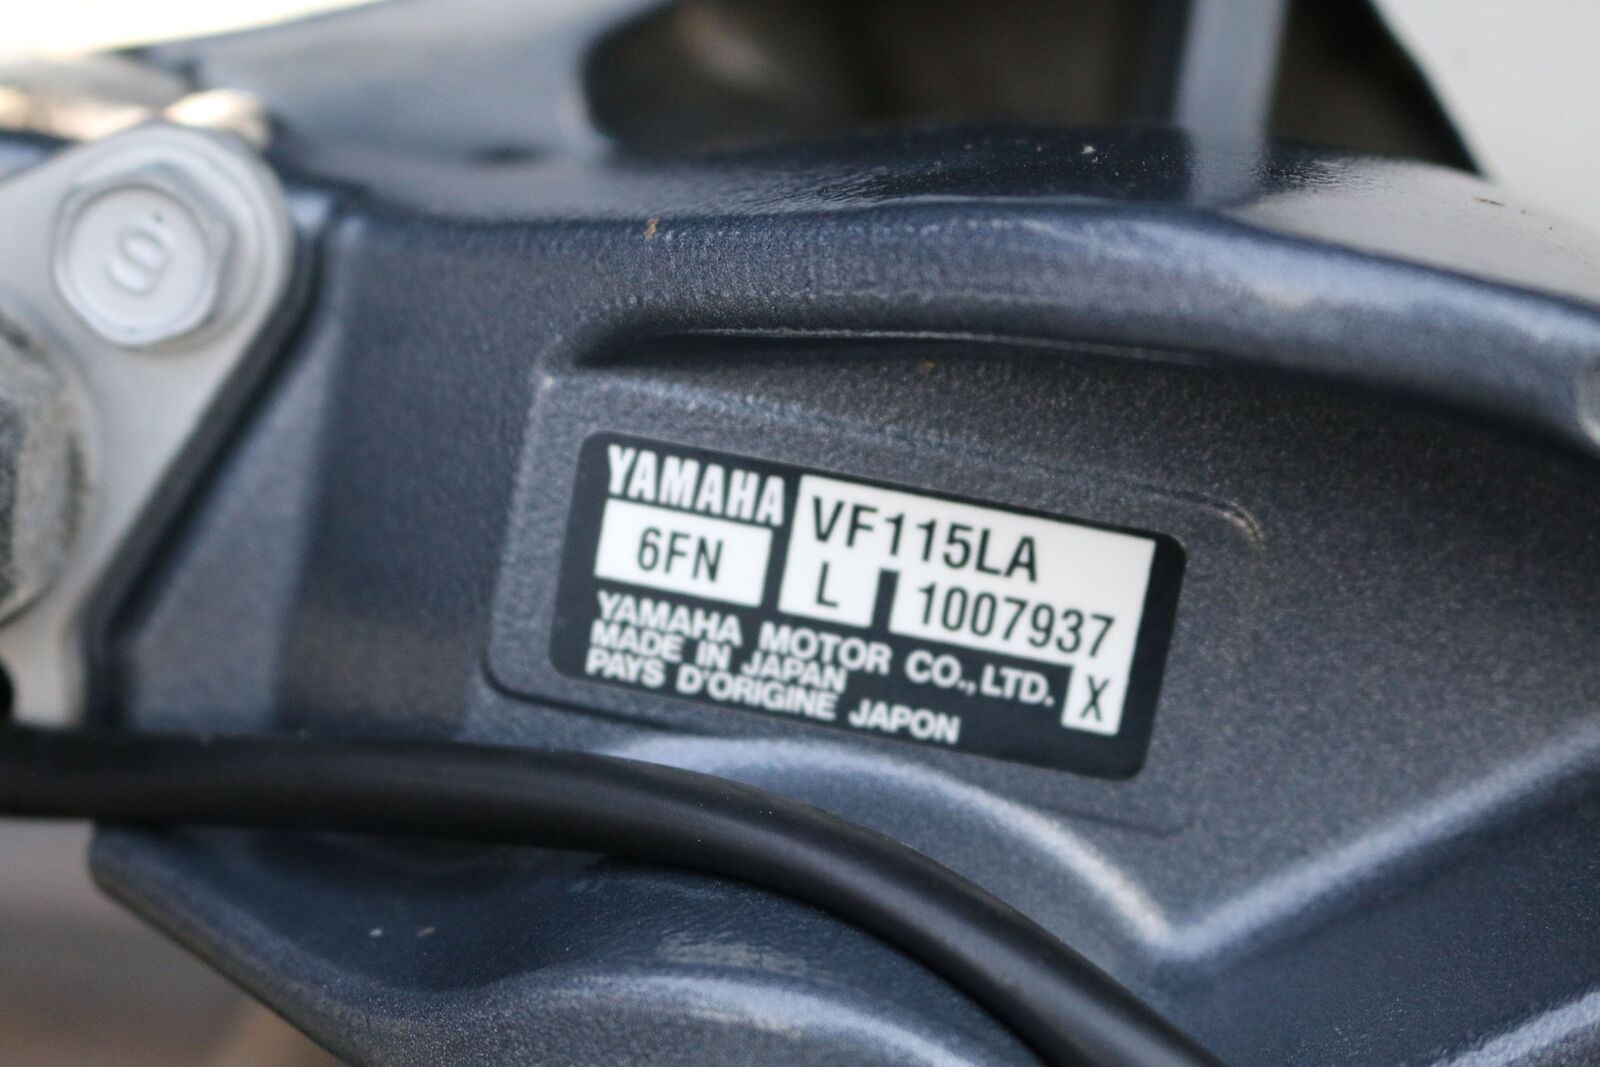 YAMAHA
VF115LA
6FN
L 1007937
YAMAHA MOTOR CO., LTD.
MADE IN JAPAN
PAYS D'ORIGINE JAPON
X